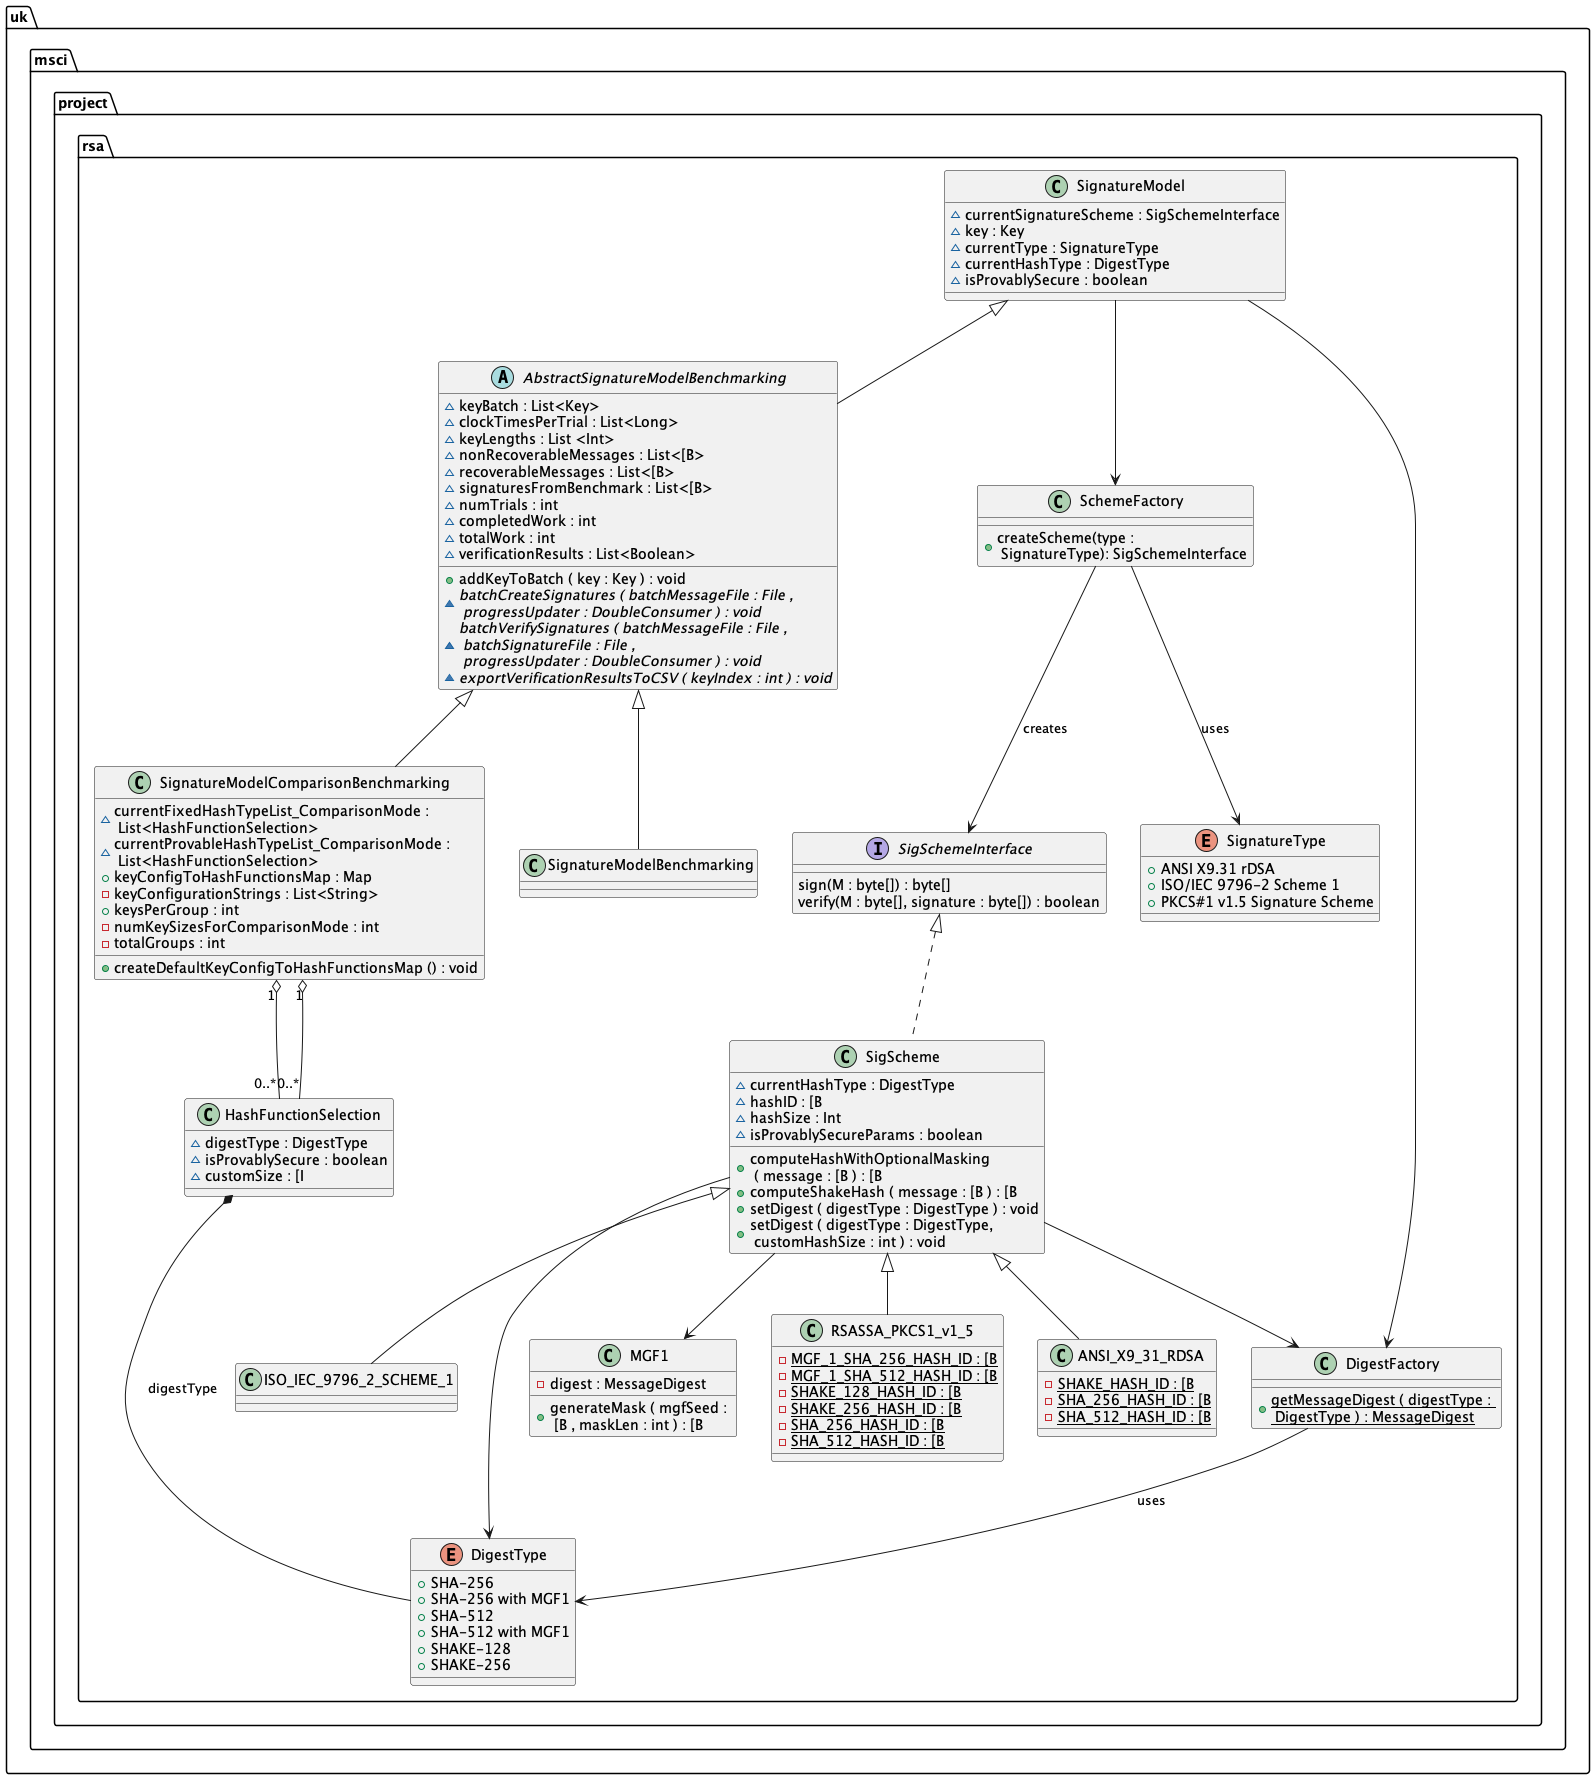 uk
msci
project
rsa
C SignatureModel
currentSignatureScheme : SigSchemeInterface
key : Key
currentType : SignatureType
currentHashType : DigestType
isProvablySecure : boolean
A AbstractSignatureModelBenchmarking
keyBatch : List<Key>
clockTimesPerTrial : List<Long>
keyLengths : List <Int>
nonRecoverableMessages : List<[B>
recoverableMessages : List<[B>
signaturesFromBenchmark : List<[B>
numTrials : int
completedWork : int
totalWork : int
verificationResults : List<Boolean>
addKeyToBatch ( key : Key ) : void
batchCreateSignatures ( batchMessageFile : File ,
progressUpdater : DoubleConsumer ) : void
batchVerifySignatures ( batchMessageFile : File ,
batchSignatureFile : File ,
progressUpdater : DoubleConsumer ) : void
exportVerificationResultsToCSV ( keyIndex : int ) : void
C SchemeFactory
createScheme(type :
SignatureType): SigSchemeInterface
creates
uses
C SignatureModelComparisonBenchmarking
currentFixedHashTypeList_ComparisonMode :
List<HashFunctionSelection>
currentProvableHashTypeList_ComparisonMode :
List<HashFunctionSelection>
keyConfigToHashFunctionsMap : Map
keyConfigurationStrings : List<String>
keysPerGroup : int
numKeySizesForComparisonMode : int
totalGroups : int
createDefaultKeyConfigToHashFunctionsMap () : void
C SignatureModelBenchmarking
I SigSchemeInterface
sign(M : byte[]) : byte[]
verify(M : byte[], signature : byte[]) : boolean
E SignatureType
ANSI X9.31 rDSA
ISO/IEC 9796-2 Scheme 1
PKCS#1 v1.5 Signature Scheme
1
1
0..*
0..*
C HashFunctionSelection
digestType : DigestType
isProvablySecure : boolean
customSize : [I
C SigScheme
currentHashType : DigestType
hashID : [B
hashSize : Int
isProvablySecureParams : boolean
computeHashWithOptionalMasking
( message : [B ) : [B
computeShakeHash ( message : [B ) : [B
setDigest ( digestType : DigestType ) : void
setDigest ( digestType : DigestType,
customHashSize : int ) : void
digestType
C ISO_IEC_9796_2_SCHEME_1
C MGF1
digest : MessageDigest
generateMask ( mgfSeed :
[B , maskLen : int ) : [B
C RSASSA_PKCS1_v1_5
MGF_1_SHA_256_HASH_ID : [B
MGF_1_SHA_512_HASH_ID : [B
SHAKE_128_HASH_ID : [B
SHAKE_256_HASH_ID : [B
SHA_256_HASH_ID : [B
SHA_512_HASH_ID : [B
C ANSI_X9_31_RDSA
SHAKE_HASH_ID : [B
SHA_256_HASH_ID : [B
SHA_512_HASH_ID : [B
C DigestFactory
getMessageDigest ( digestType :
DigestType ) : MessageDigest
uses
E DigestType
SHA-256
SHA-256 with MGF1
SHA-512
SHA-512 with MGF1
SHAKE-128
SHAKE-256